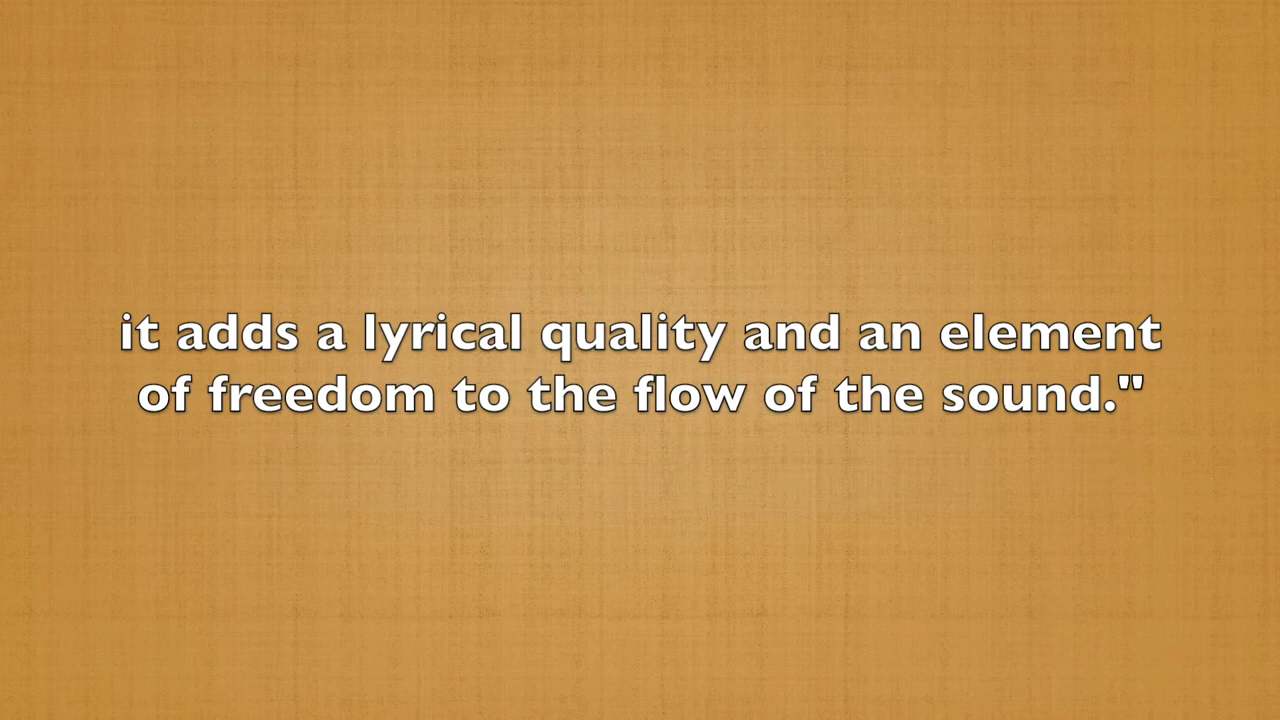 it adds a lyrical quality and an element
of freedom to the flow of the sound."